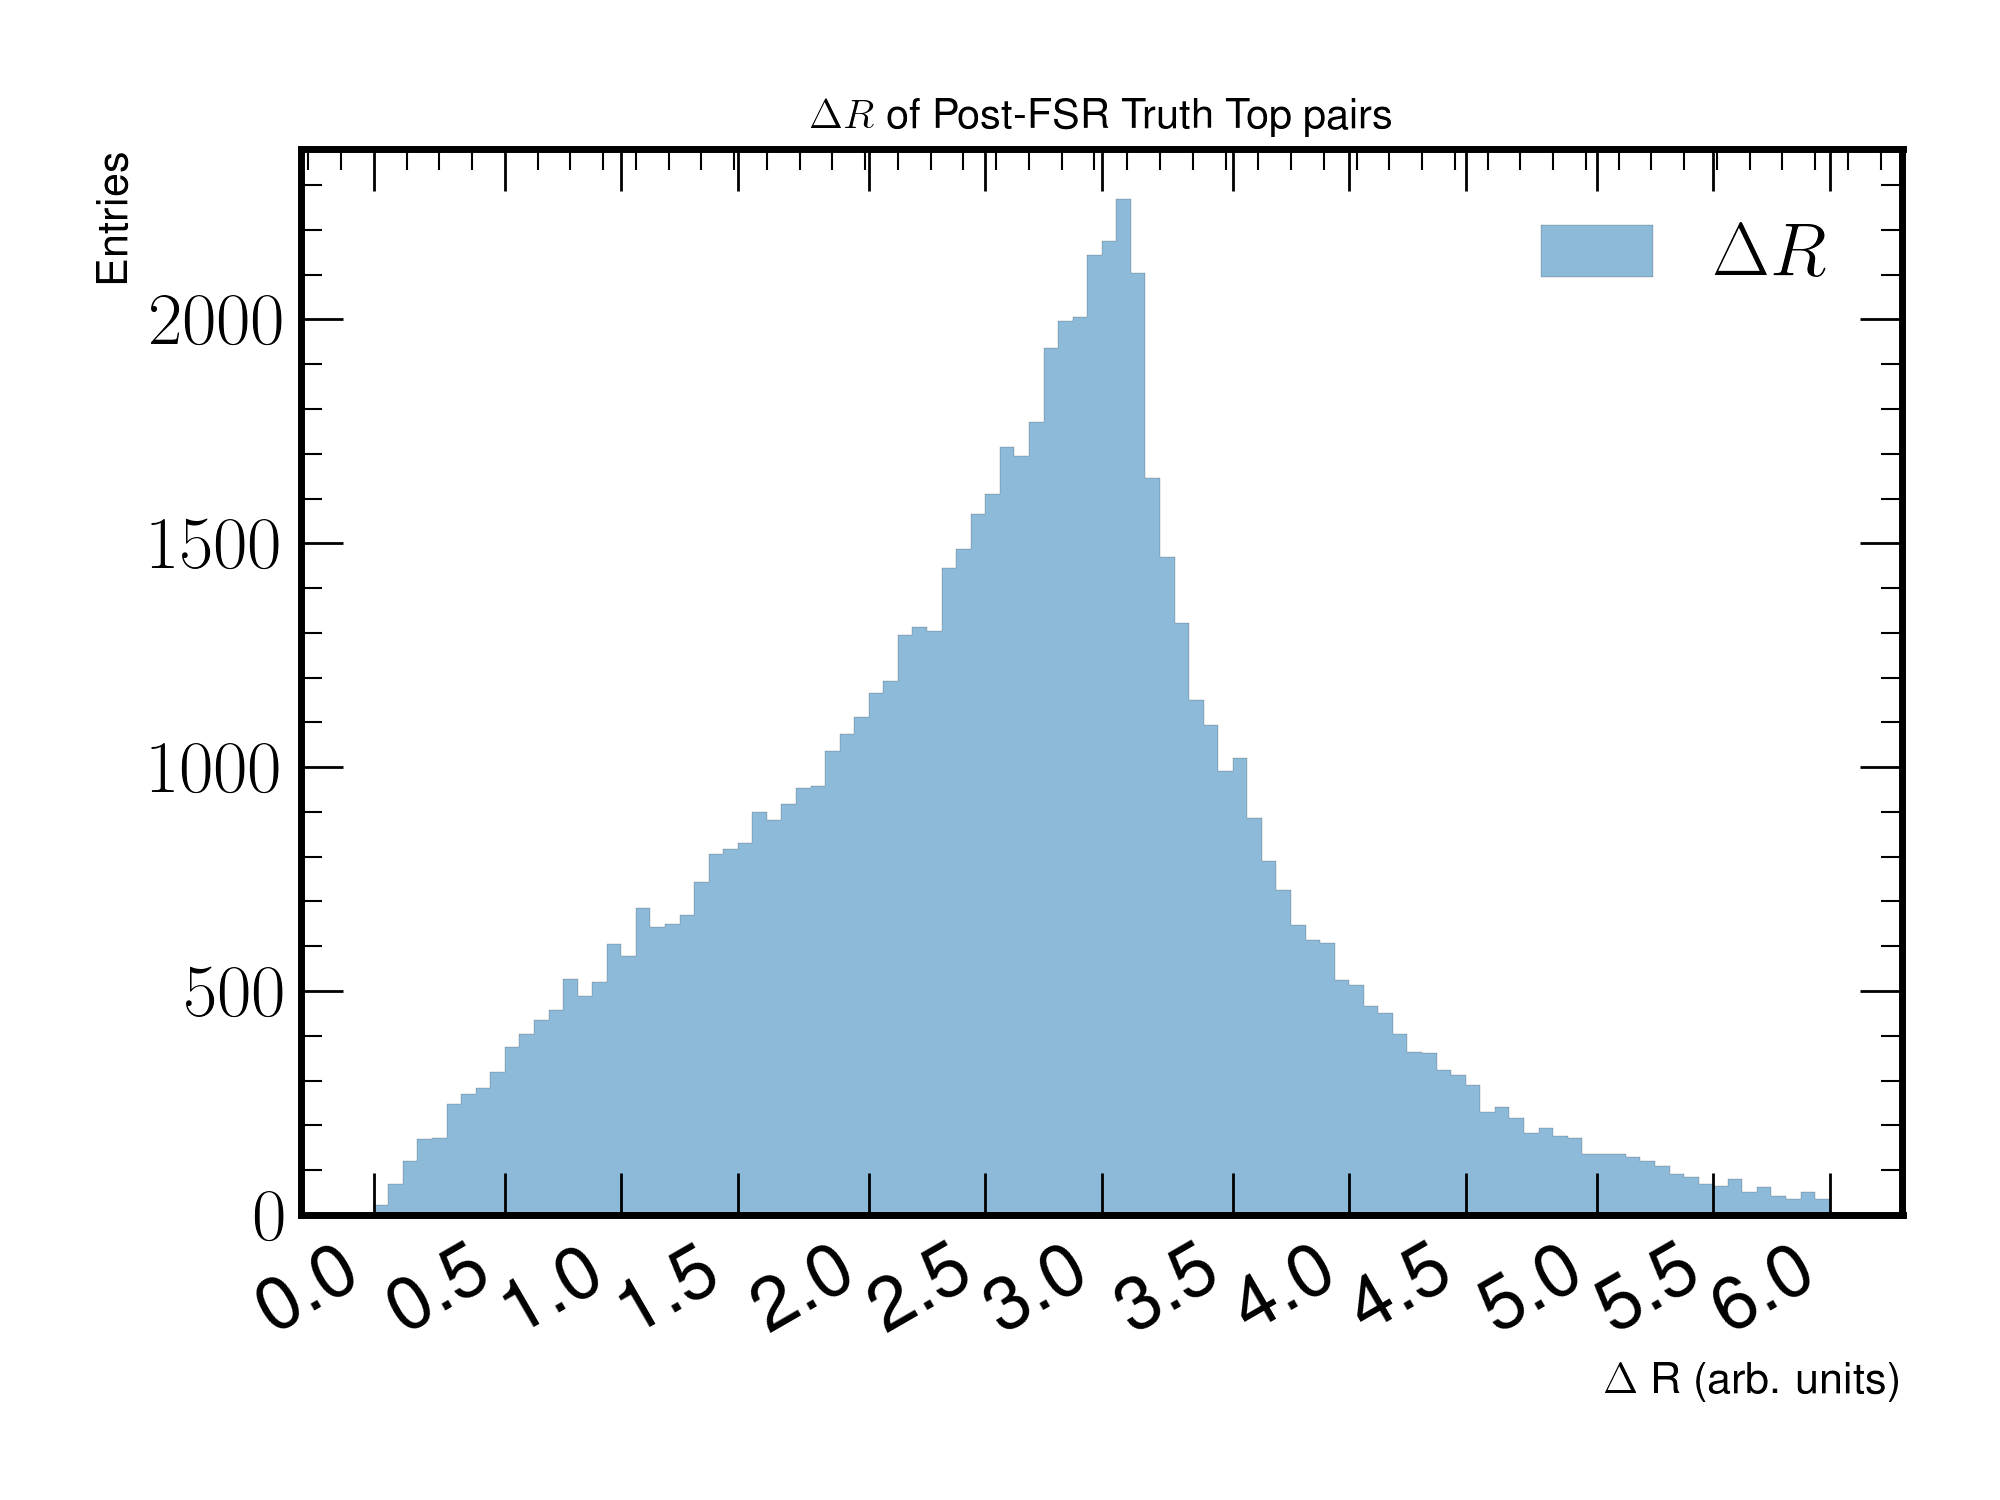 ΔR of Post-FSR Truth Top pairs
Entries
ΔR
2000
1500
1000
500
0
0.0 0.5 1.0 1.5 2.0 2.5 3.0 3.5 4.0 4.5 5.0 5.5 6.0
Δ R (arb. units)